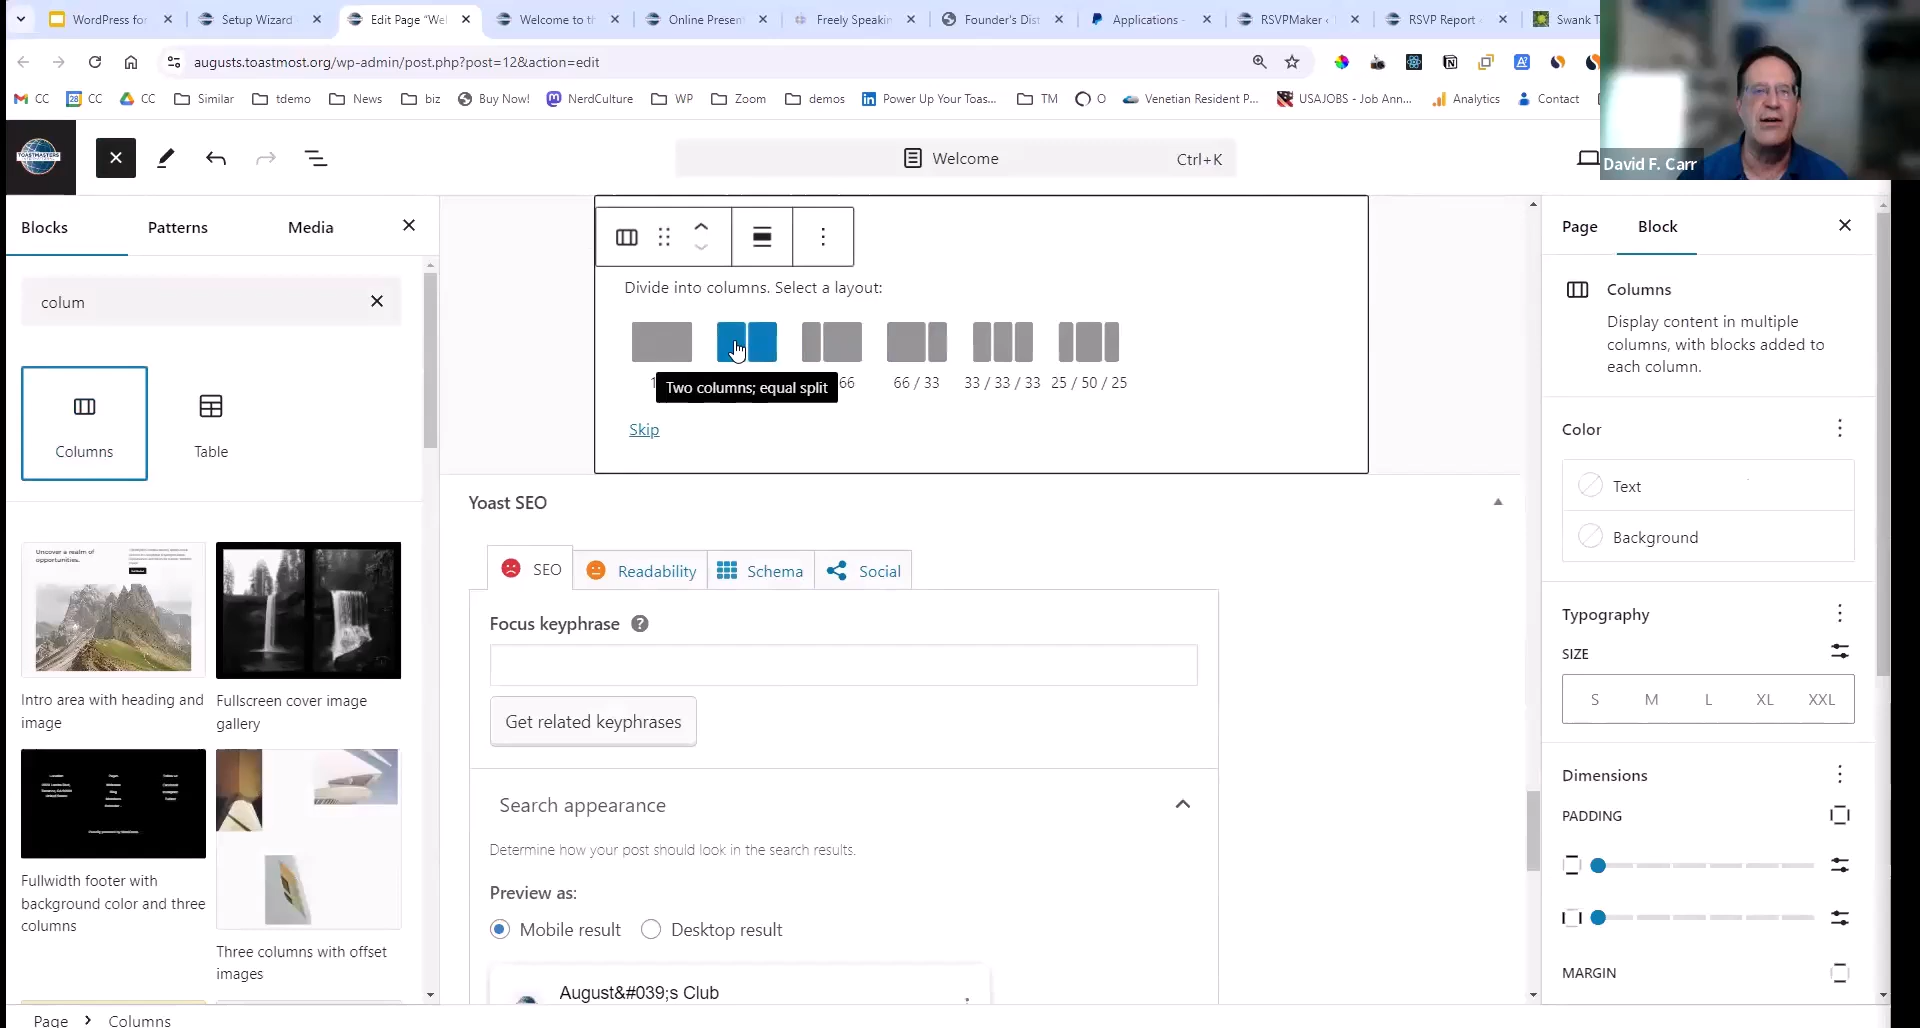 WordPress for
Setup Wizard
Edit Page “Wel
Welcome to th
Online Presen
Freely Speakin
Founder's Dist
Applications -
RSVPMaker ‹
RSVP Report ‹
Swank T
augusts.toastmost.org/wp-admin/post.php?post=12&action=edit
CC
CC
CC
Similar
tdemo
News
biz
Buy Now!
NerdCulture
WP
Zoom
demos
Power Up Your Toas...
TM
O
Venetian Resident P...
USAJOBS - Job Ann...
Analytics
Contact
David F. Carr
TOASTMASTERS
Welcome
Ctrl+K
Blocks
Patterns
Media
colum
Columns
Table
Uncover a realm of
opportunities.
Intro area with heading and
image
Fullscreen cover image
gallery
Fullwidth footer with
background color and three
columns
Three columns with offset
images
Divide into columns. Select a layout:
Two columns; equal split
66
66 / 33
33 / 33 / 33
25 / 50 / 25
Skip
Yoast SEO
SEO
Readability
Schema
Social
Focus keyphrase
Get related keyphrases
Search appearance
Determine how your post should look in the search results.
Preview as:
Mobile result
Desktop result
August&#039;s Club
Page
Block
Columns
Display content in multiple
columns, with blocks added to
each column.
Color
Text
Background
Typography
SIZE
S
M
L
XL
XXL
Dimensions
PADDING
MARGIN
Page > Columns